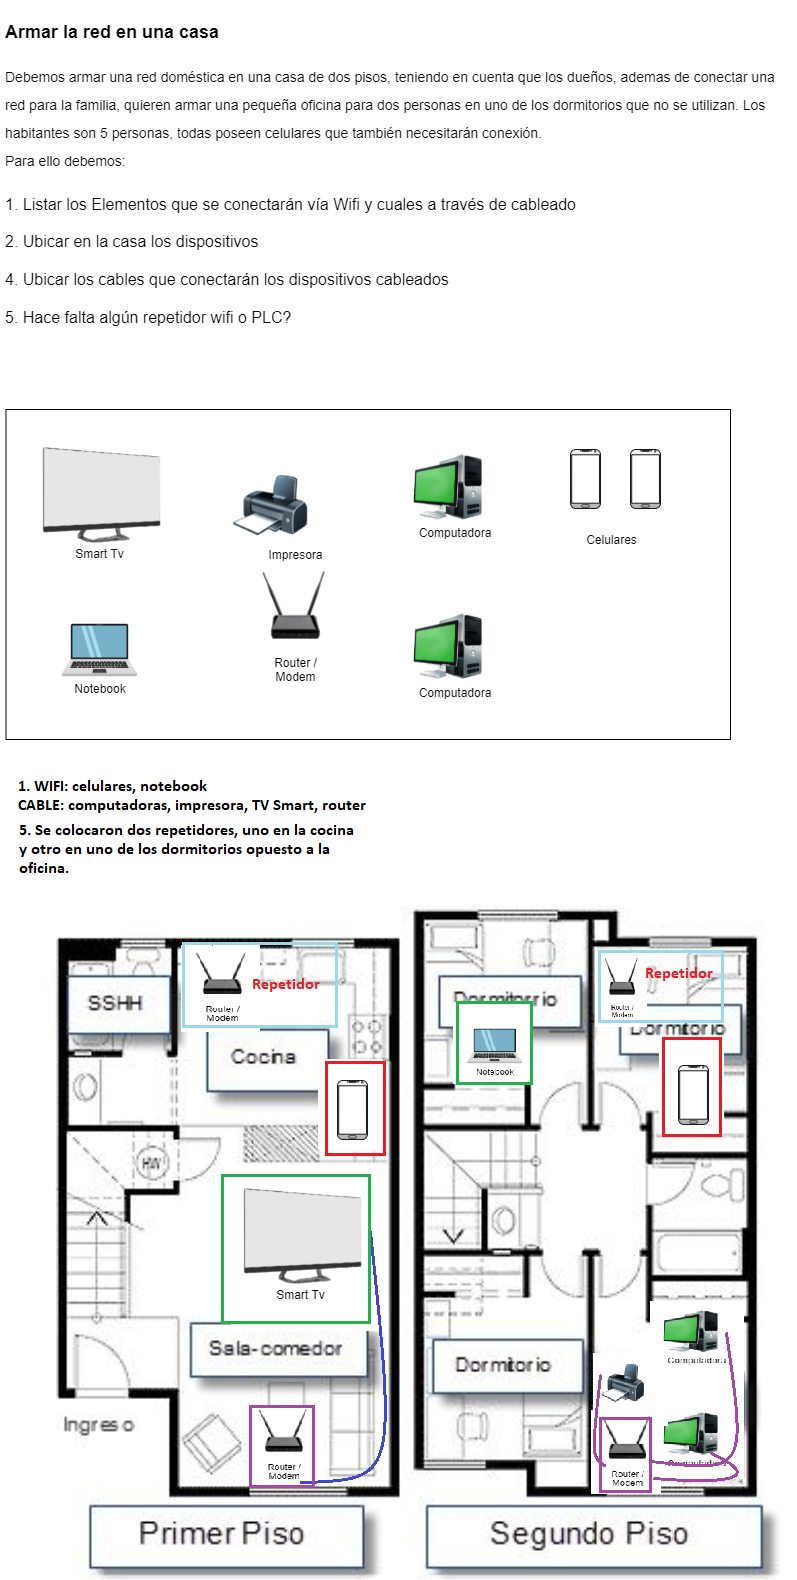 Armar la red en una casa
Debemos armar una red doméstica en una casa de dos pisos, teniendo en cuenta que los dueños, ademas de conectar una
red para la familia, quieren armar una pequeña oficina para dos personas en uno de los dormitorios que no se utilizan. Los
habitantes son 5 personas, todas poseen celulares que también necesitarán conexión.
Para ello debemos:
1. Listar los Elementos que se conectarán vía Wifi y cuales a través de cableado
2. Ubicar en la casa los dispositivos
4. Ubicar los cables que conectarán los dispositivos cableados
5. Hace falta algún repetidor wifi o PLC?
Smart Tv
Impresora
Computadora
Celulares
Notebook
Router /
Modem
Computadora
1. WIFI: celulares, notebook
CABLE: computadoras, impresora, TV Smart, router
5. Se colocaron dos repetidores, uno en la cocina
y otro en uno de los dormitorios opuesto a la
oficina.
SSHH
Repetidor
Router /
Modem
Cocina
HW
Smart Tv
Sala-comedor
Ingreso
Router /
Modem
Primer Piso
Dormitorio
Notebook
Repetidor
Router /
Modem
Dormitorio
Dormitorio
Computadora
Computadora
Router /
Modem
Segundo Piso